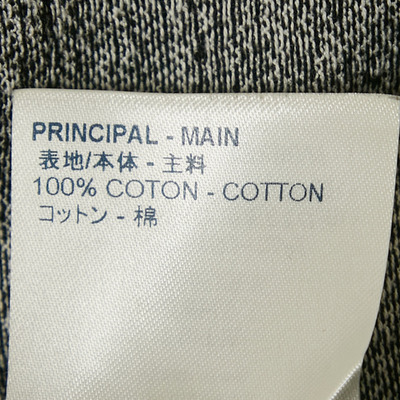 PRINCIPAL - MAIN
表地/本体 - 主料
100% COTON - COTTON
コットン - 棉